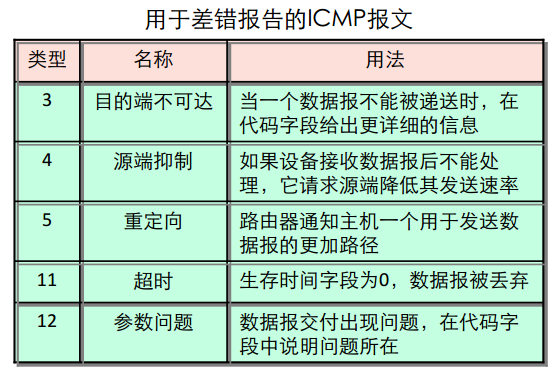 用于差错报告的ICMP报文
类型 名称 用法
3 目的端不可达 当一个数据报不能被递送时，在
代码字段给出更详细的信息
4 源端抑制 如果设备接收数据报后不能处
理，它请求源端降低其发送速率
5 重定向 路由器通知主机一个用于发送数
据报的更加路径
11 超时 生存时间字段为0，数据报被丢弃
12 参数问题 数据报交付出现问题，在代码字
段中说明问题所在